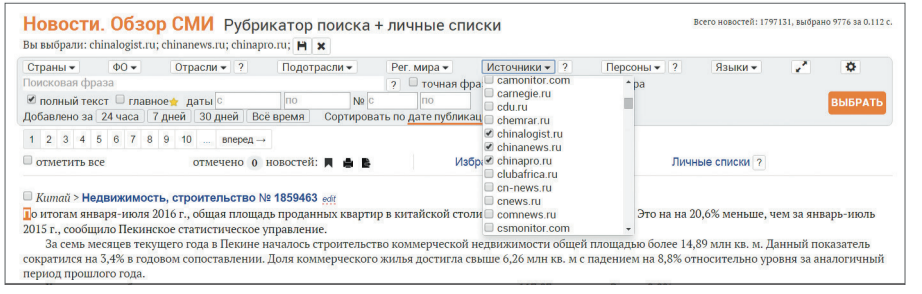 Новости. Обзор СМИ Рубрикатор поиска + личные списки
Всего новостей: 1797131, выбрано 9776 за 0.112 с.
Вы выбрали: chinalogist.ru; chinanews.ru; chinapro.ru;
Страны ФО Отрасли ? Подотрасли Рег. мира Источники ? Персоны ? Языки
Поисковая фраза ? точная фра ра
полный текст главное даты с по № с по ВЫБРАТЬ
Добавлено за 24 часа 7 дней 30 дней Всё время Сортировать по дате публикац
camonitor.com
carnegie.ru
cdu.ru
chemrar.ru
chinalogist.ru
chinanews.ru
chinapro.ru
clubafrica.ru
cn-news.ru
cnews.ru
comnews.ru
csmonitor.com
1 2 3 4 5 6 7 8 9 10 ... вперед →
отметить все отмечено 0 новостей: Избр Личные списки ?
Китай > Недвижимость, строительство № 1859463 edit
По итогам января-июля 2016 г., общая площадь проданных квартир в китайской столи Это на на 20,6% меньше, чем за январь-июль
2015 г., сообщило Пекинское статистическое управление.
За семь месяцев текущего года в Пекине началось строительство коммерческой недвижимости общей площадью более 14,89 млн кв. м. Данный показатель
сократился на 3,4% в годовом сопоставлении. Доля коммерческого жилья достигла свыше 6,26 млн кв. м с падением на 8,8% относительно уровня за аналогичный
период прошлого года.